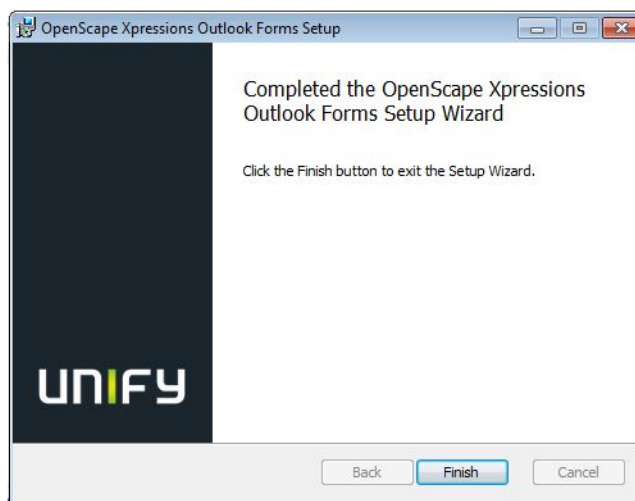 OpenScape Xpressions Outlook Forms Setup
Completed the OpenScape Xpressions
Outlook Forms Setup Wizard
Click the Finish button to exit the Setup Wizard.
UNIFY
Back
Finish
Cancel